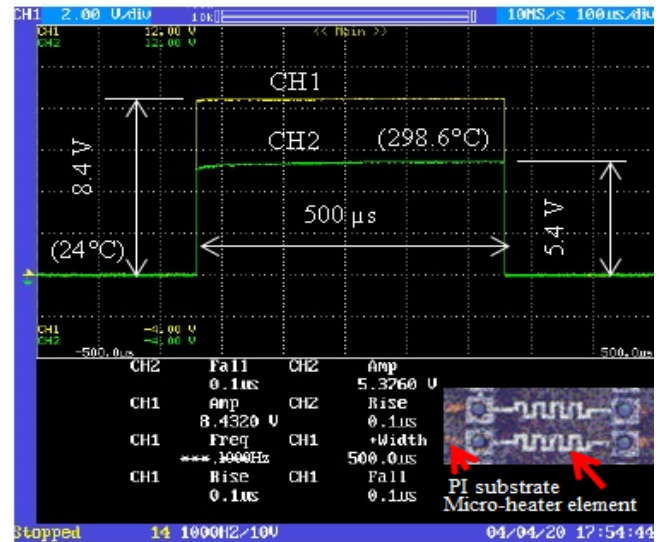 CH1 2.00 V/div 10k 10MS/s 100us/div
CH1 12.00 V << Main >>
CH2 12.00 V
CH1
CH2 (298.6°C)
8.4 V
500 µs
5.4 V
(24°C)
CH1 -4.00 V
CH2 -4.00 V
-500.0us 500.0us
CH2 Fall CH2 Amp
0.1us 5.3760 V
CH1 Amp CH2 Rise
8.4320 V 0.1us
CH1 Freq CH1 +Width
***.1000Hz 500.0us
CH1 Rise CH1 Fall
0.1us 0.1us
PI substrate
Micro-heater element
Stopped 14 1000H2/10V 04/04/20 17:54:44